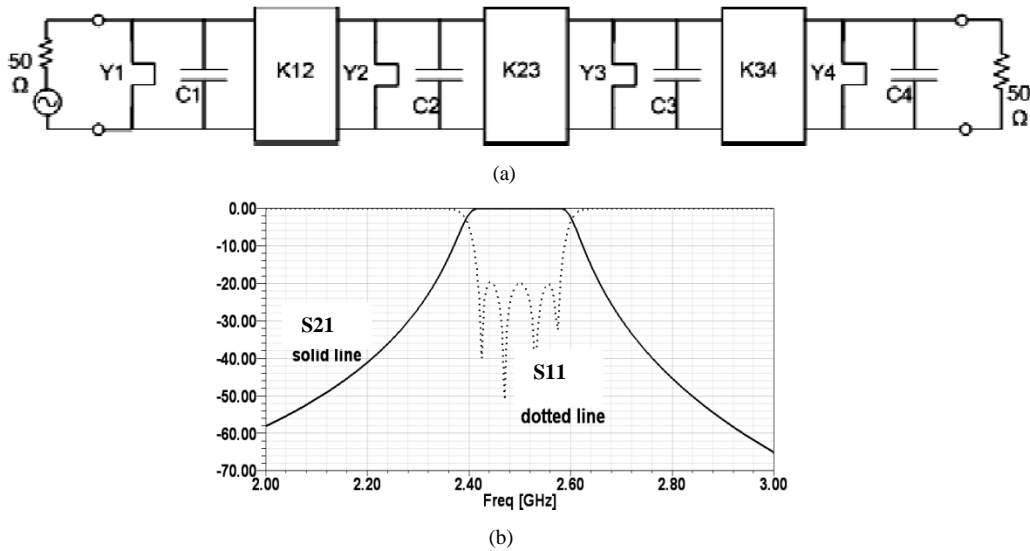 50 Ω
Y1
C1
K12
Y2
C2
K23
Y3
C3
K34
Y4
C4
50 Ω
(a)
0.00
-10.00
-20.00
-30.00
-40.00
-50.00
-60.00
-70.00
S21
solid line
S11
dotted line
2.00 2.20 2.40 2.60 2.80 3.00
Freq [GHz]
(b)